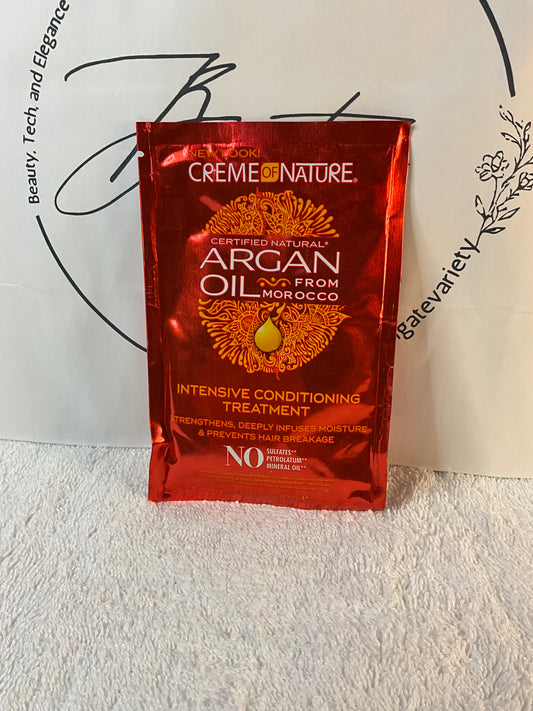 Beauty, Tech, and Elegance
gatevariety
NEW LOOK!
CREME OF NATURE®
CERTIFIED NATURAL*
ARGAN
OIL FROM
MOROCCO
INTENSIVE CONDITIONING
TREATMENT
STRENGTHENS, DEEPLY INFUSES MOISTURE
& PREVENTS HAIR BREAKAGE
NO SULFATES**
PETROLATUM**
MINERAL OIL**